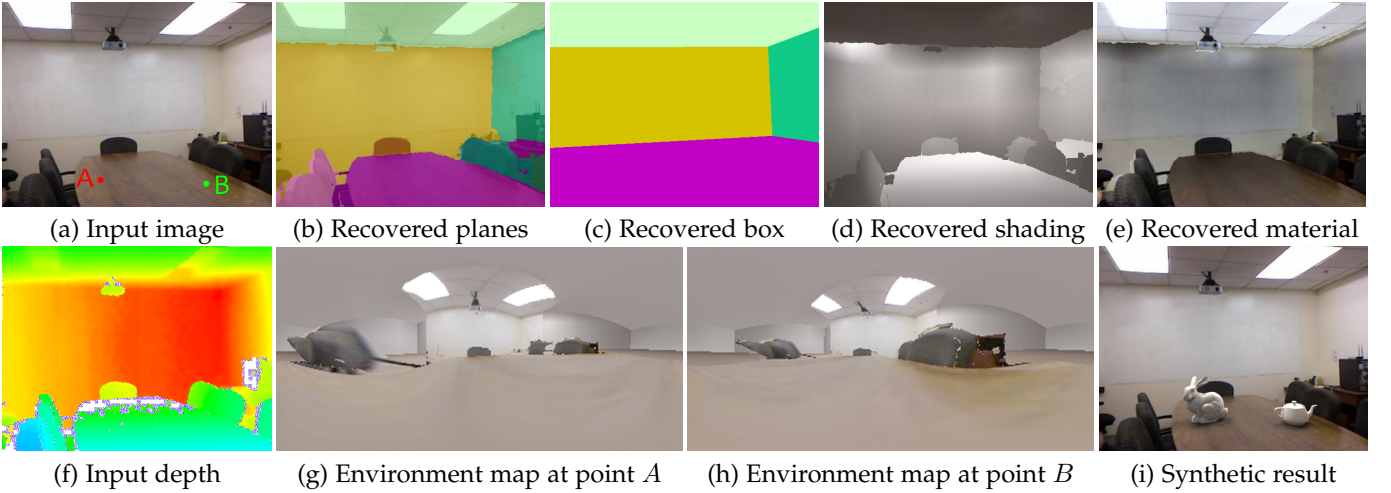 A B
(a) Input image (b) Recovered planes (c) Recovered box (d) Recovered shading (e) Recovered material
(f) Input depth (g) Environment map at point A (h) Environment map at point B (i) Synthetic result